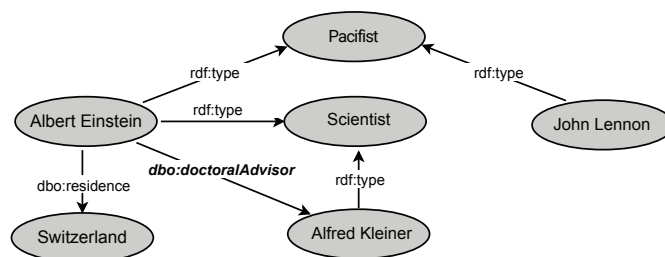 Pacifist
rdf:type
rdf:type
Albert Einstein
rdf:type
Scientist
John Lennon
dbo:doctoralAdvisor
dbo:residence
rdf:type
Switzerland
Alfred Kleiner